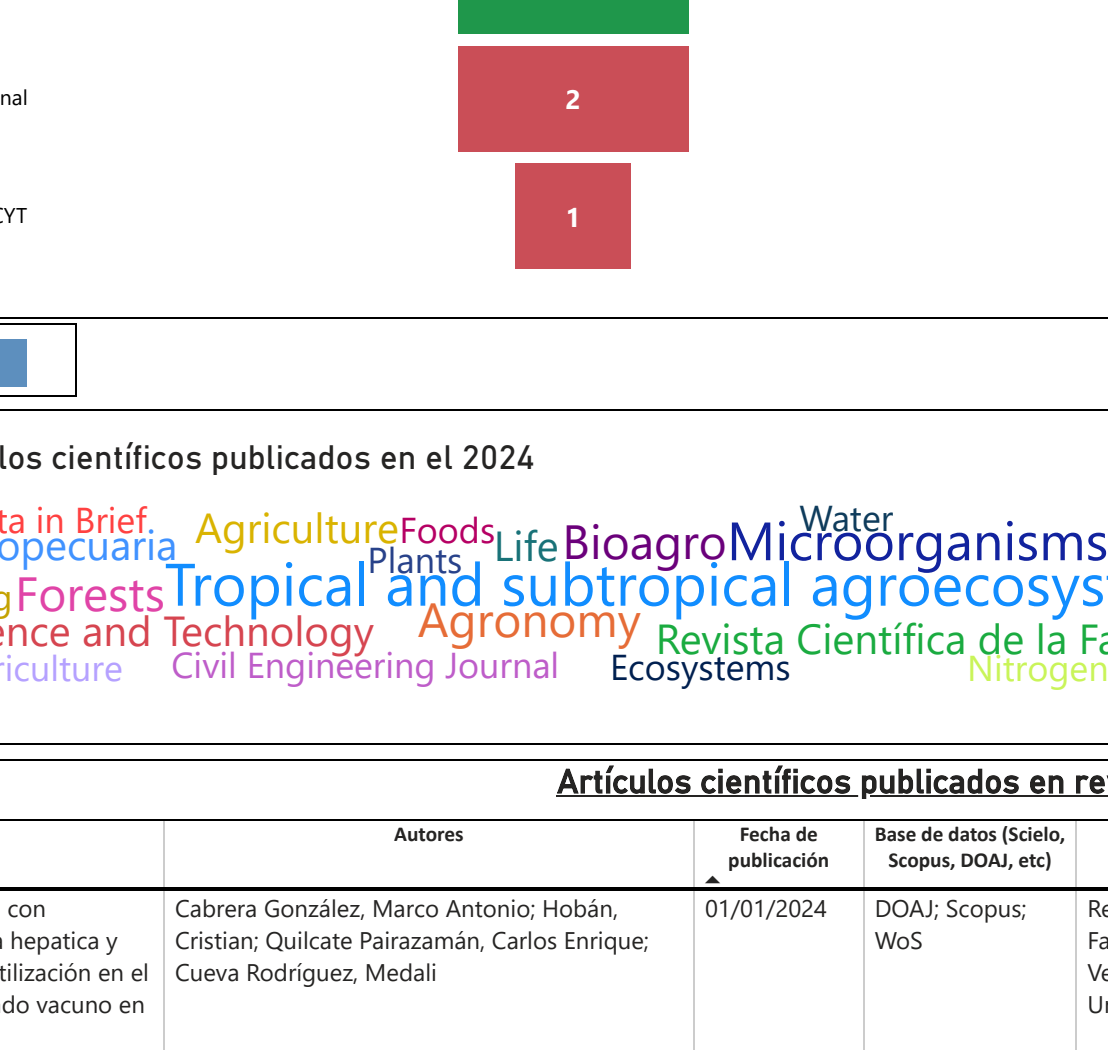 nal
2
CYT
1
los científicos publicados en el 2024
ta in Brief.
Agriculture
Foods
Water
opecuaria
Plants
Life
Bioagro
Microorganisms
g
Forests
Tropical and subtropical agroecosys
ence and Technology
Agronomy
Revista Científica de la Fa
riculture
Civil Engineering Journal
Ecosystems
Nitrogen
Artículos científicos publicados en re
Autores
Fecha de
publicación
Base de datos (Scielo,
Scopus, DOAJ, etc)
con
hepatica y
tilización en el
do vacuno en
Cabrera González, Marco Antonio; Hobán,
Cristian; Quilcate Pairazamán, Carlos Enrique;
Cueva Rodríguez, Medali
01/01/2024
DOAJ; Scopus;
WoS
Re
Fa
Ve
Un